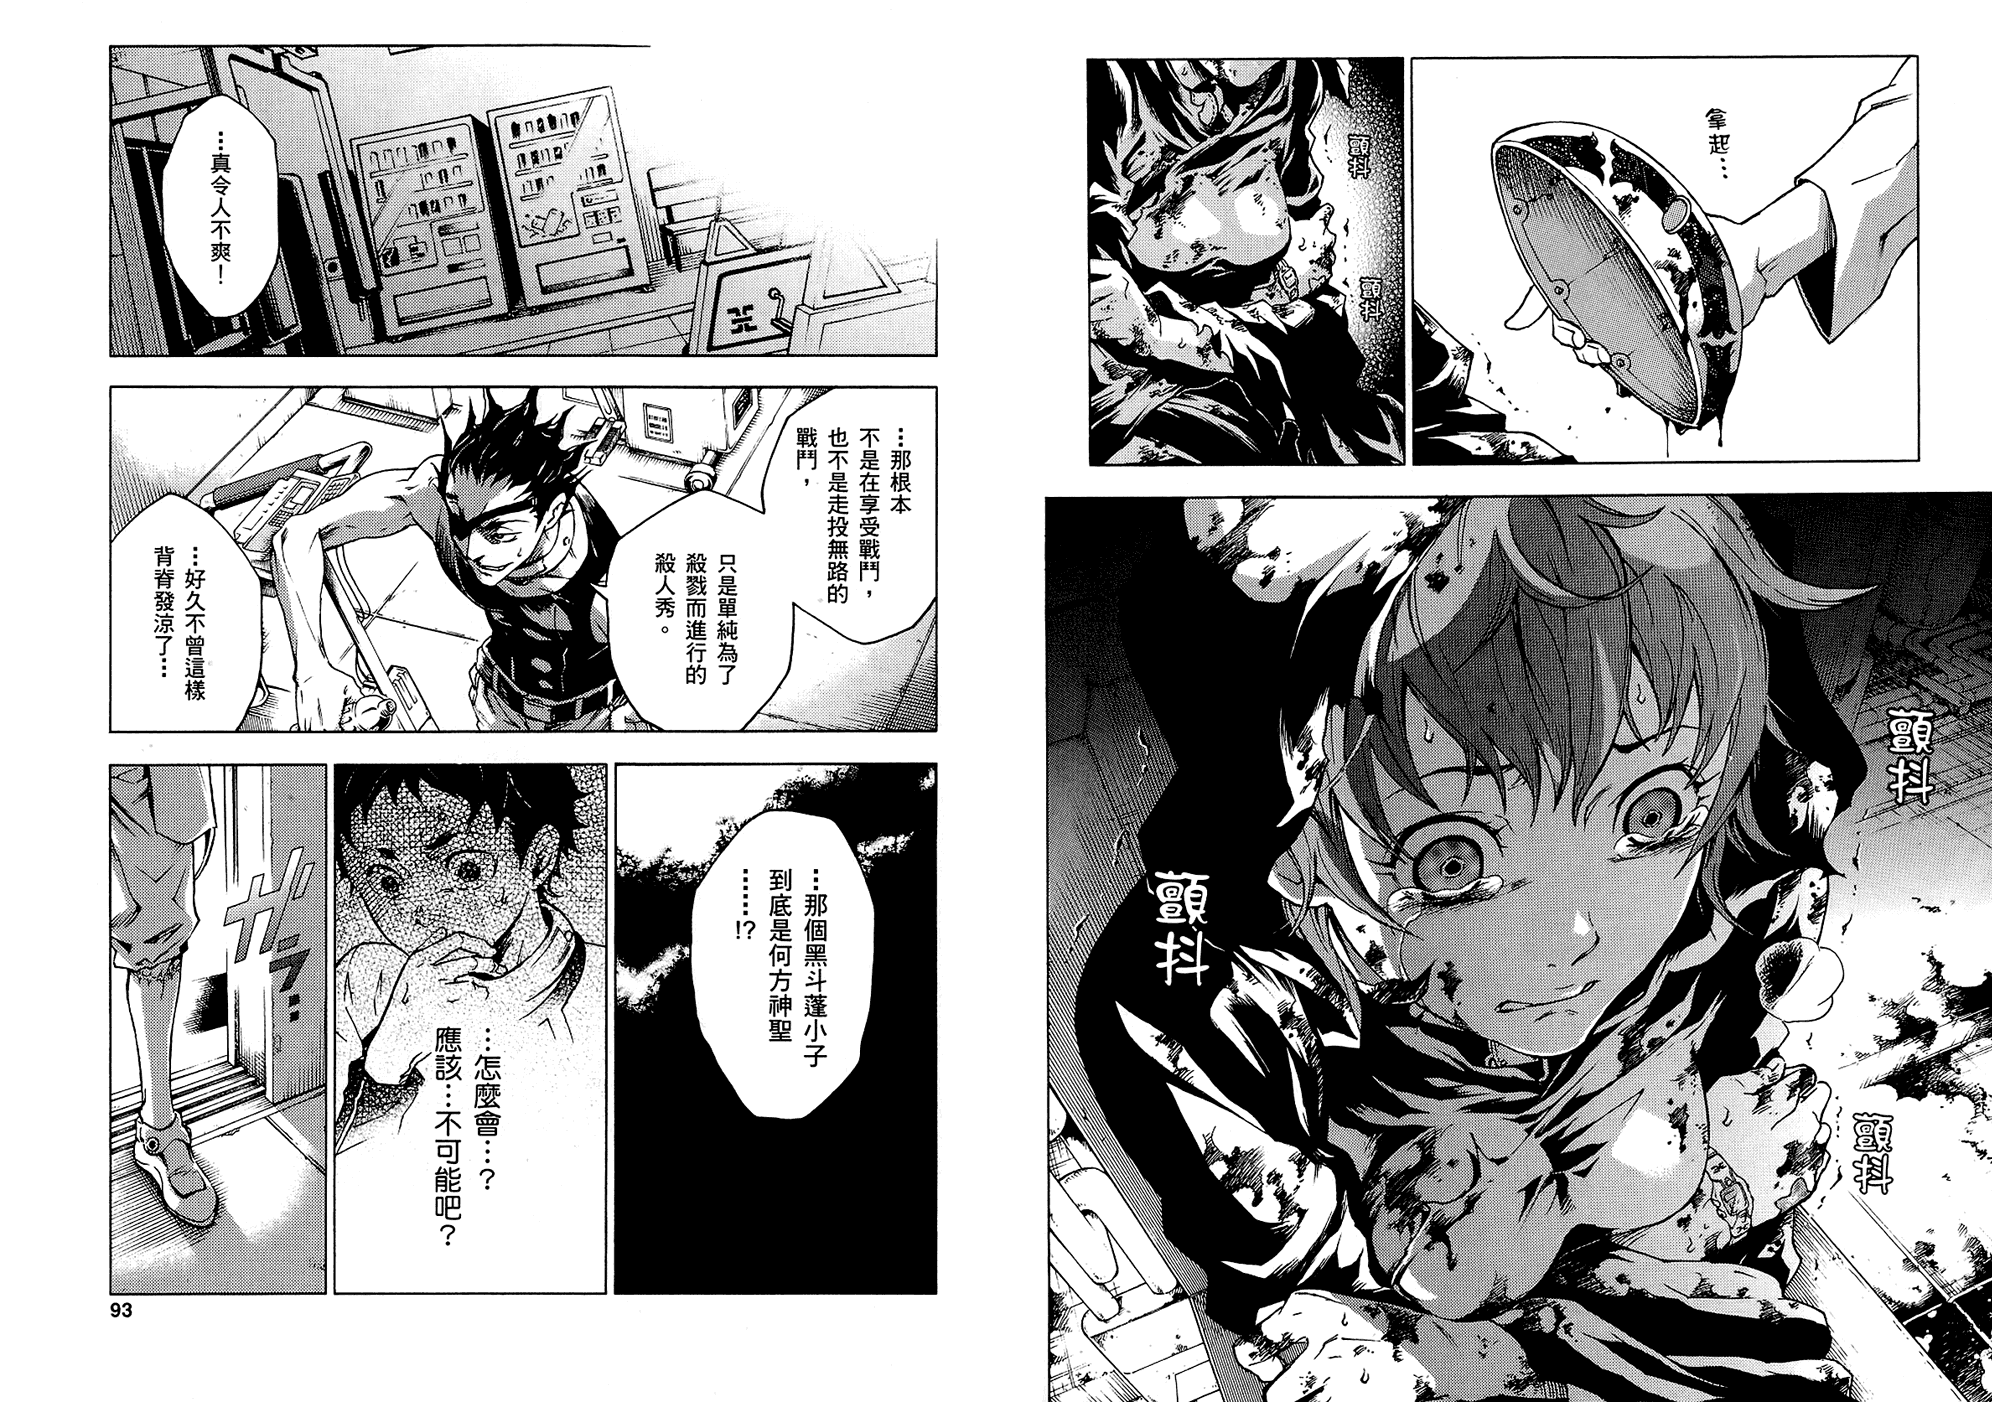 拿起…
顫抖
顫抖
顫抖
顫抖
顫抖
…真令人不爽！
…那根本
不是在享受戰鬥，
也不是走投無路的
戰鬥，
只是單純為了
殺戮而進行的
殺人秀。
…好久不曾這樣
背脊發涼了…
…那個黑斗蓬小子
到底是何方神聖
……!?
…怎麼會…？
應該…不可能吧？
ガーッ……
93